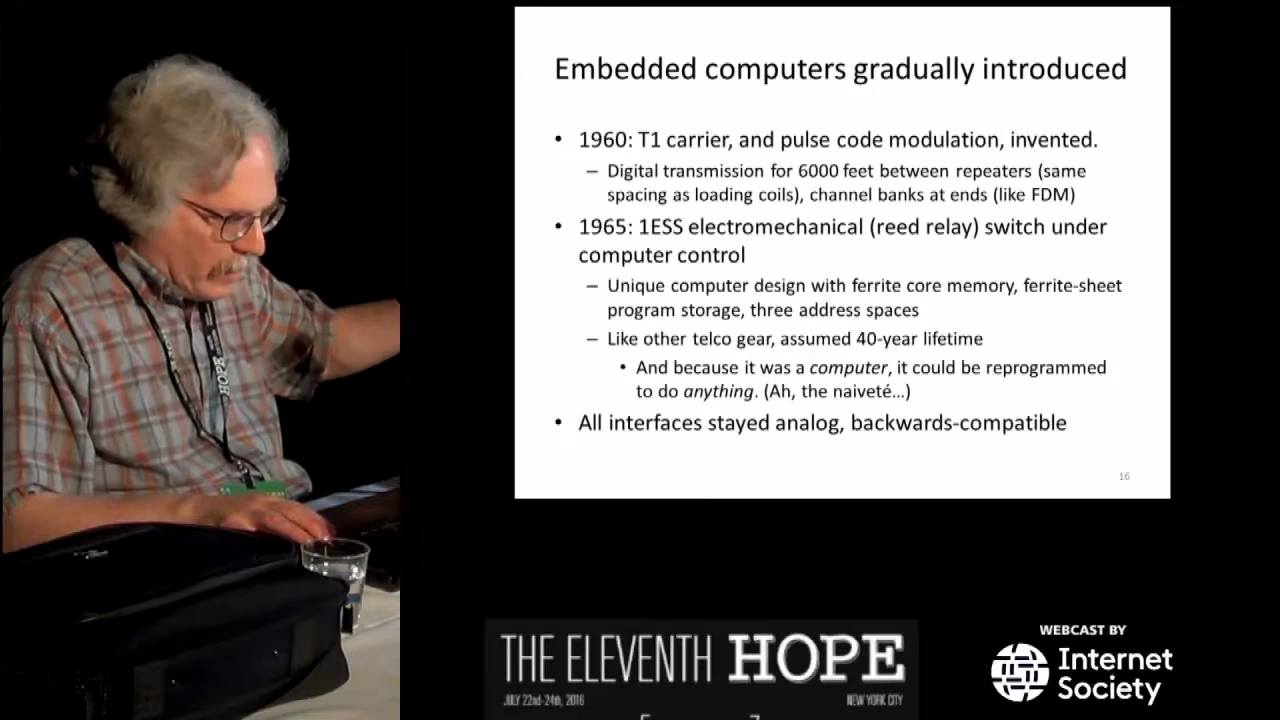 Embedded computers gradually introduced
• 1960: T1 carrier, and pulse code modulation, invented.
– Digital transmission for 6000 feet between repeaters (same
spacing as loading coils), channel banks at ends (like FDM)
• 1965: 1ESS electromechanical (reed relay) switch under
computer control
– Unique computer design with ferrite core memory, ferrite-sheet
program storage, three address spaces
– Like other telco gear, assumed 40-year lifetime
• And because it was a computer, it could be reprogrammed
to do anything. (Ah, the naiveté…)
• All interfaces stayed analog, backwards-compatible
16
HOPE
THE ELEVENTH HOPE
JULY 22nd-24th, 2016
NEW YORK CITY
WEBCAST BY
Internet
Society